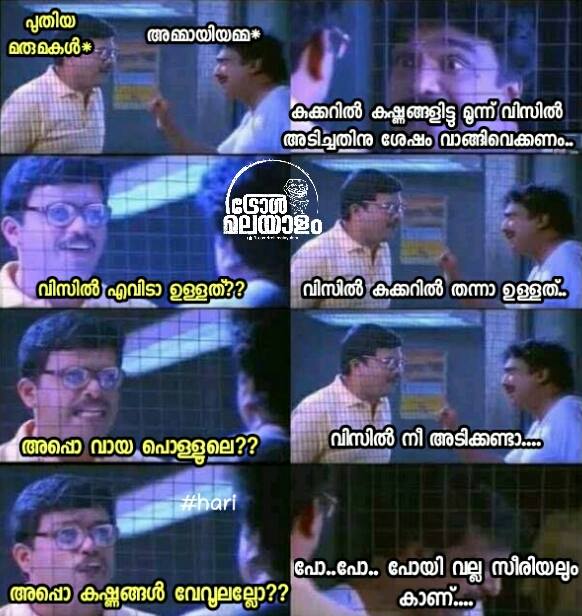 പുതിയ
മരുമകൾ*
അമ്മായിയമ്മ*
കുക്കറിൽ കഷ്ണങ്ങളിട്ടു മൂന്ന് വിസിൽ
അടിച്ചതിനു ശേഷം വാങ്ങിവെക്കണം..
ട്രോൾ
മലയാളം
വിസിൽ എവിടാ ഉള്ളത്??
വിസിൽ കുക്കറിൽ തന്നാ ഉള്ളത്..
അപ്പൊ വായ പൊള്ളൂലെ??
വിസിൽ നീ അടിക്കണ്ടാ....
#hari
അപ്പൊ കഷ്ണങ്ങൾ വേവൂലല്ലോ??
പോ..പോ.. പോയി വല്ല സീരിയലും
കാണ്....